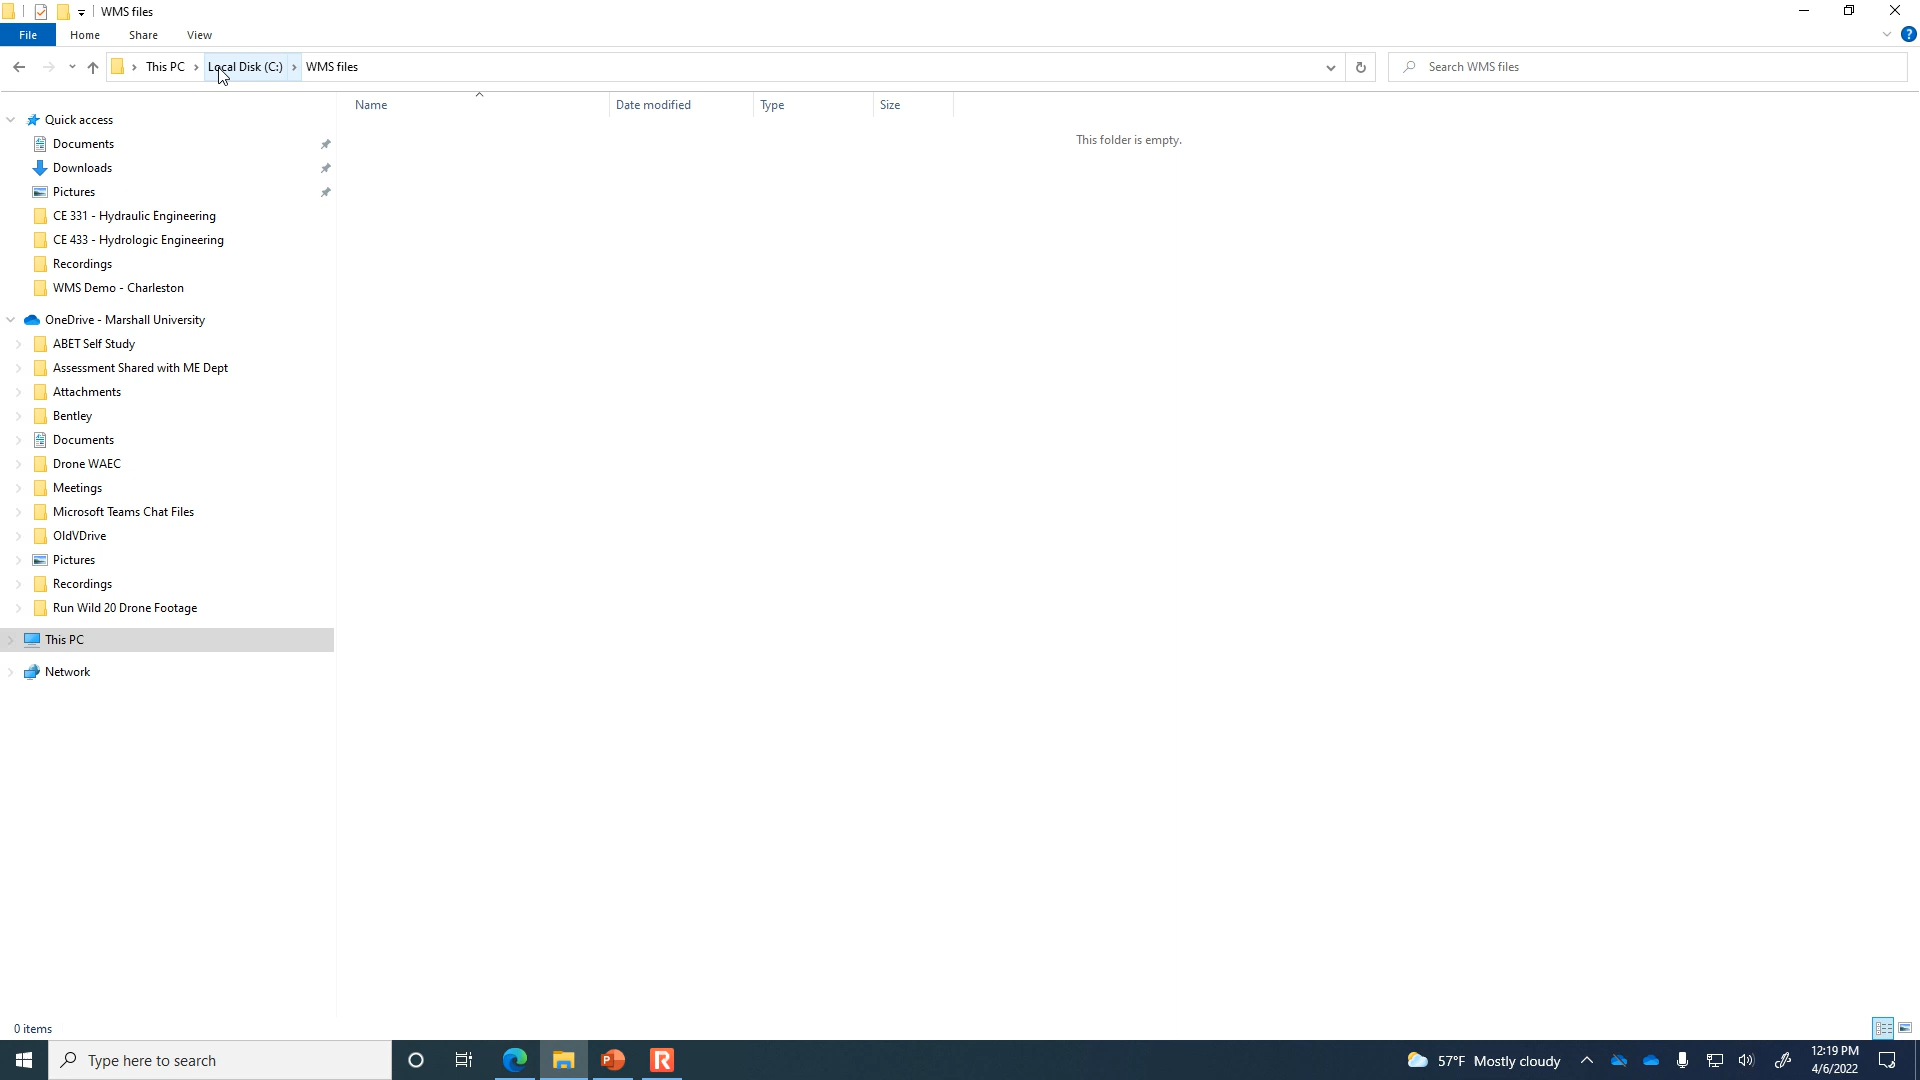 WMS files
File Home Share View
This PC Local Disk (C:) WMS files
Search WMS files
Name Date modified Type Size
This folder is empty.
Quick access
Documents
Downloads
Pictures
CE 331 - Hydraulic Engineering
CE 433 - Hydrologic Engineering
Recordings
WMS Demo - Charleston
OneDrive - Marshall University
ABET Self Study
Assessment Shared with ME Dept
Attachments
Bentley
Documents
Drone WAEC
Meetings
Microsoft Teams Chat Files
OldVDrive
Pictures
Recordings
Run Wild 20 Drone Footage
This PC
Network
0 items
Type here to search
57°F Mostly cloudy
12:19 PM
4/6/2022